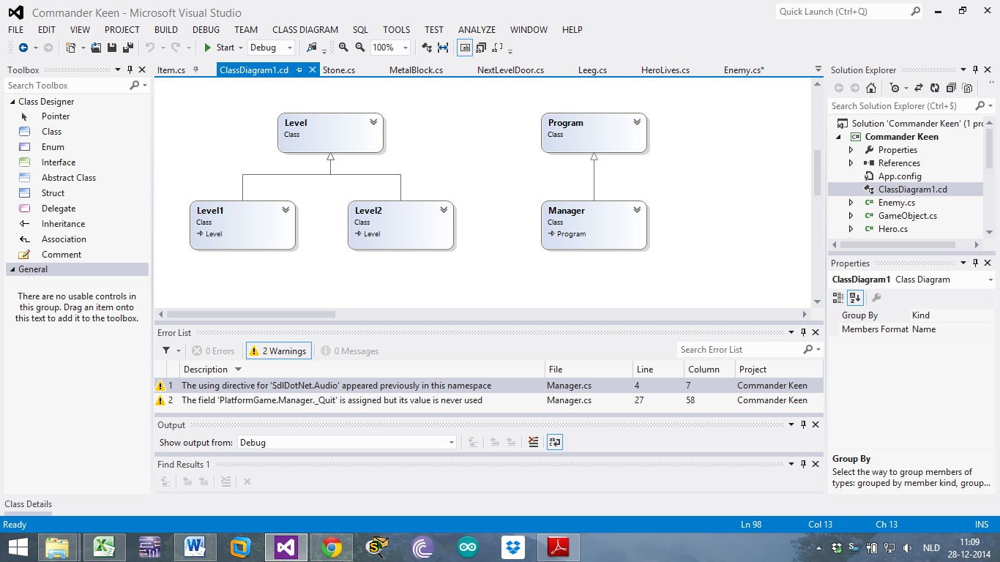 Commander Keen - Microsoft Visual Studio
Quick Launch (Ctrl+Q)
FILE EDIT VIEW PROJECT BUILD DEBUG TEAM CLASS DIAGRAM SQL TOOLS TEST ANALYZE WINDOW HELP
Start Debug 100%
Toolbox
Search Toolbox
Class Designer
Pointer
Class
Enum
Interface
Abstract Class
Struct
Delegate
Inheritance
Association
Comment
General
There are no usable controls in
this group. Drag an item onto
this text to add it to the toolbox.
Item.cs ClassDiagram1.cd Stone.cs MetalBlock.cs NextLevelDoor.cs Leeg.cs HeroLives.cs Enemy.cs*
Level
Class
Program
Class
Level1
Class
Level
Level2
Class
Level
Manager
Class
Program
Error List
0 Errors 2 Warnings 0 Messages
Search Error List
Description File Line Column Project
1 The using directive for 'SdlDotNet.Audio' appeared previously in this namespace Manager.cs 4 7 Commander Keen
2 The field 'PlatformGame.Manager._Quit' is assigned but its value is never used Manager.cs 27 58 Commander Keen
Output
Show output from: Debug
Find Results 1
Solution Explorer
Search Solution Explorer (Ctrl+$)
Solution 'Commander Keen' (1 pro
C# Commander Keen
Properties
References
App.config
ClassDiagram1.cd
C# Enemy.cs
C# GameObject.cs
C# Hero.cs
Properties
ClassDiagram1 Class Diagram
Group By Kind
Members Format Name
Group By
Select the way to group members of
types: grouped by member kind, group...
Class Details
Ready Ln 98 Col 13 Ch 13 INS
NLD
11:09
28-12-2014